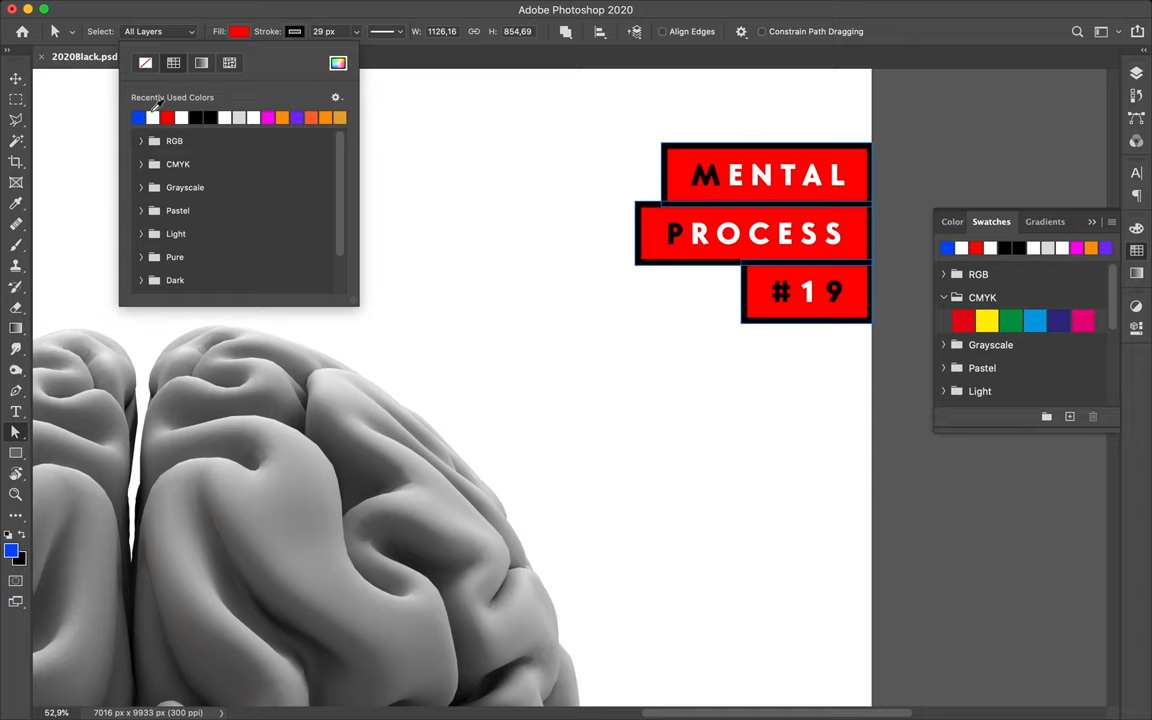 Adobe Photoshop 2020
Select: All Layers Fill: Stroke: 29 px W: 1126,16 H: 854,69 Align Edges Constrain Path Dragging
2020Black.psd
Recently Used Colors
RGB
CMYK
Grayscale
Pastel
Light
Pure
Dark
MENTAL
PROCESS
#19
Color Swatches Gradients
RGB
CMYK
Grayscale
Pastel
Light
52,9% 7016 px x 9933 px (300 ppi)